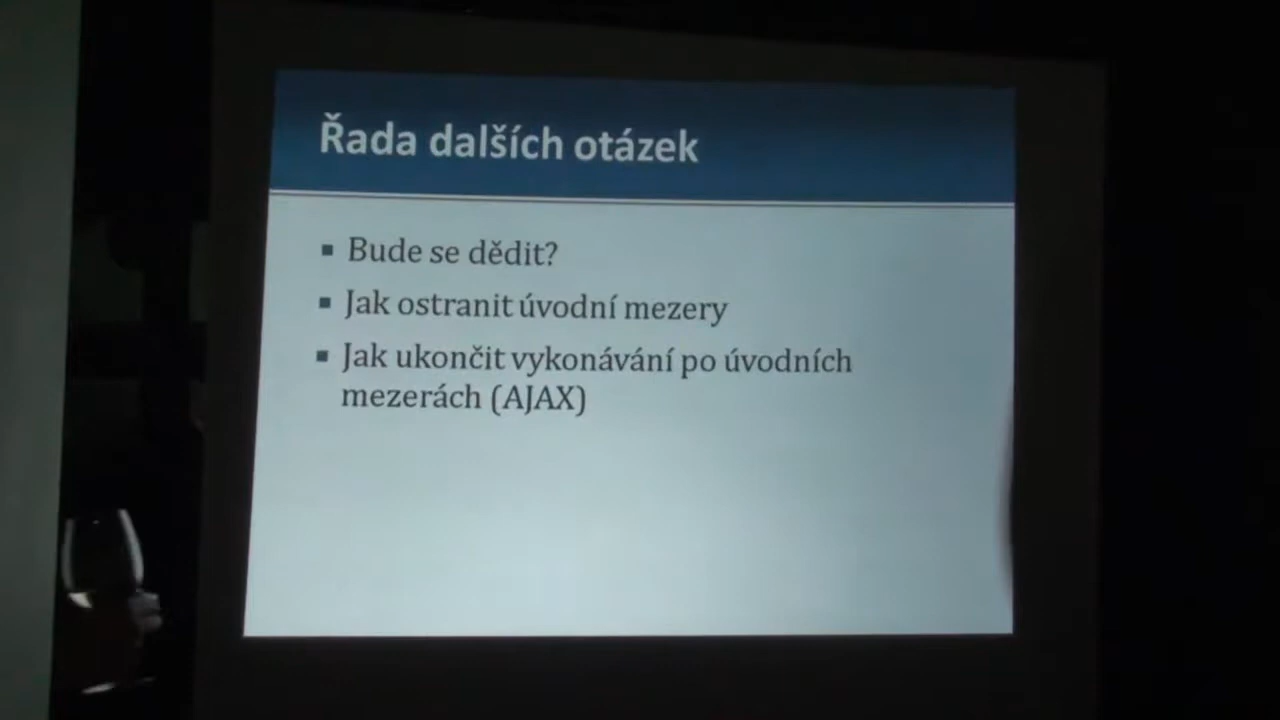 Řada dalších otázek
Bude se dědit?
Jak ostranit úvodní mezery
Jak ukončit vykonávání po úvodních
mezerách (AJAX)